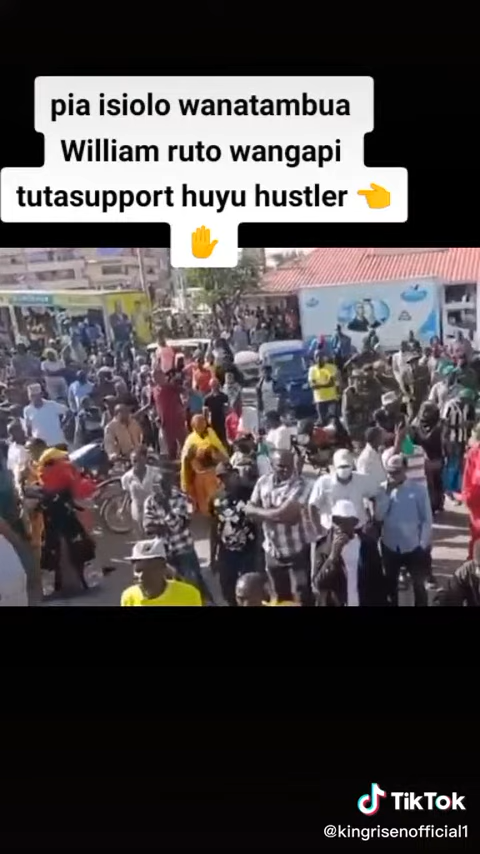 pia isiolo wanatambua
William ruto wangapi
tutasupport huyu hustler 👈
✋
TikTok
@kingrisenofficial1